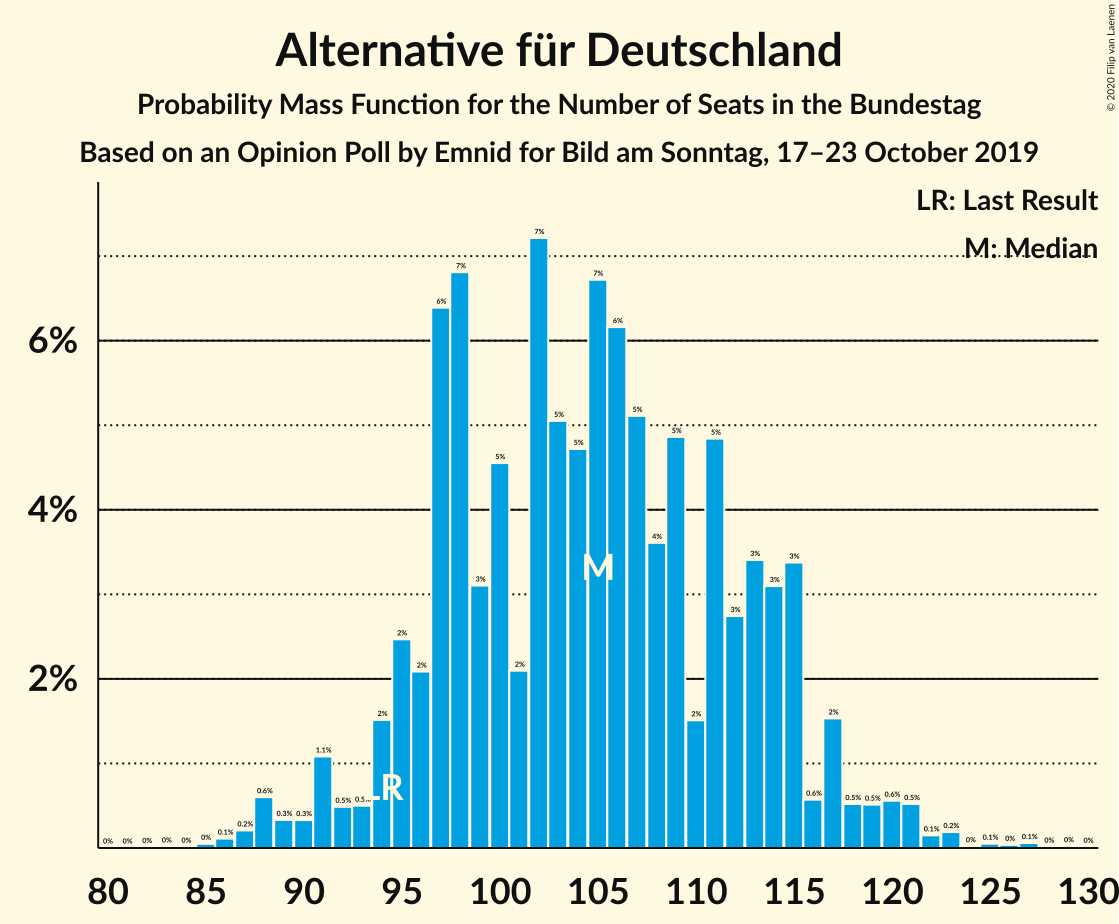 Alternative für Deutschland
Probability Mass Function for the Number of Seats in the Bundestag
Based on an Opinion Poll by Emnid for Bild am Sonntag, 17–23 October 2019
© 2020 Filip van Laenen
LR: Last Result
M: Median
6%
4%
2%
0% 0% 0% 0% 0% 0% 0.1% 0.2% 0.6% 0.3% 0.3% 1.1% 0.5% 0.5% 2% 2% 2% 6% 7% 3% 5% 2% 7% 5% 5% 7% 6% 5% 4% 5% 2% 5% 3% 3% 3% 3% 0.6% 2% 0.5% 0.5% 0.6% 0.5% 0.1% 0.2% 0% 0.1% 0% 0.1% 0% 0% 0%
M
LR
80 85 90 95 100 105 110 115 120 125 130